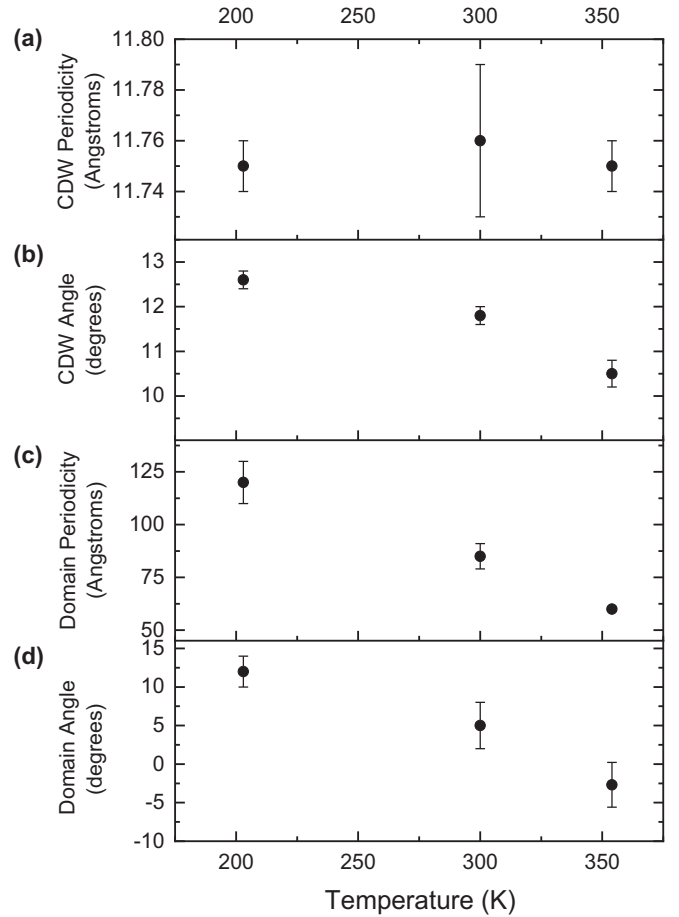 200 250 300 350
(a)
11.80
11.76
11.74
CDW Periodicity
(Angstroms)
(b)
13
12
11
10
CDW Angle
(degrees)
(c)
125
100
75
50
Domain Periodicity
(Angstroms)
(d)
15
10
5
0
-5
-10
Domain Angle
(degrees)
200 250 300 350
Temperature (K)